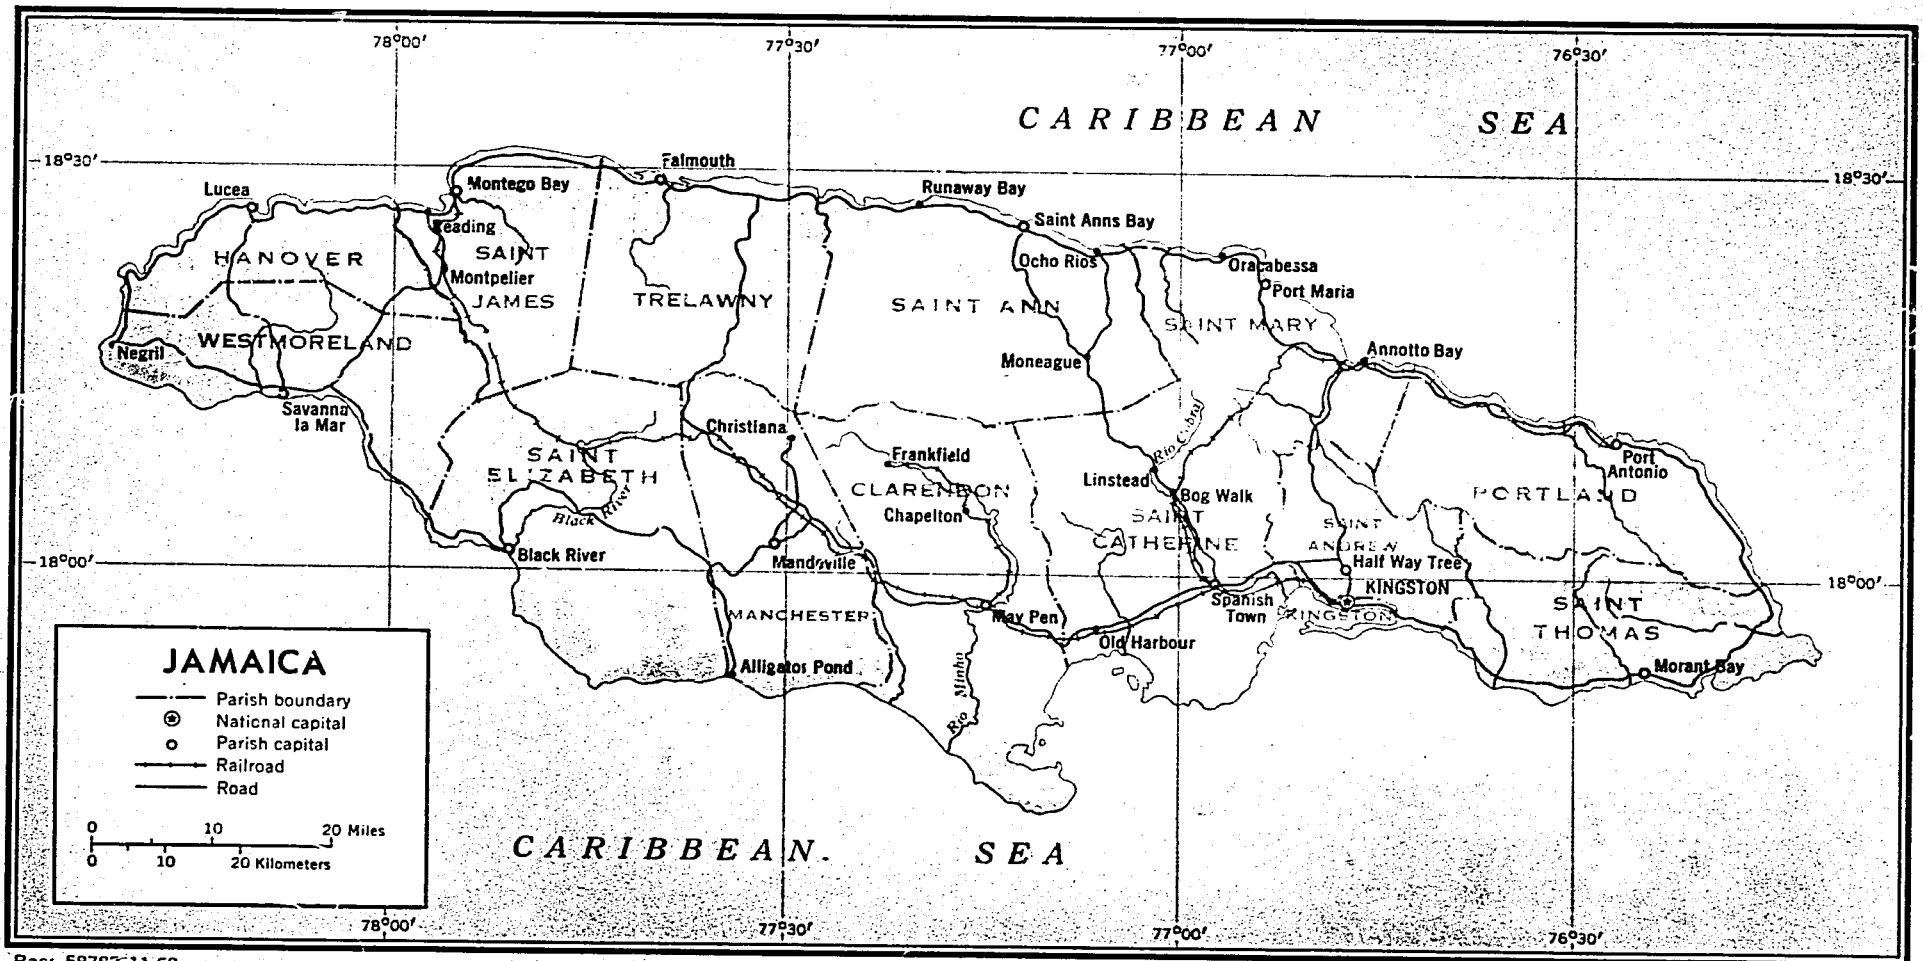 78°00′
77°30′
77°00′
76°30′
CARIBBEAN SEA
18°30′
18°30′
Falmouth
Lucea
Montego Bay
Runaway Bay
Reading
Saint Anns Bay
HANOVER
SAINT
JAMES
Ocho Rios
Oracabessa
Montpelier
Port Maria
TRELAWNY
SAINT ANN
SAINT MARY
WESTMORELAND
Negril
Moneague
Annotto Bay
Savanna
la Mar
Christiana
Rio Cobre
SAINT
ELIZABETH
Frankfield
Port
Antonio
Linstead
CLARENDON
Bog Walk
PORTLAND
Black River
Chapelton
SAINT
CATHERINE
SAINT
ANDREW
18°00′
Black River
Mandeville
Half Way Tree
KINGSTON
18°00′
Spanish
Town
SAINT
THOMAS
MANCHESTER
May Pen
KINGSTON
Old Harbour
Alligator Pond
Morant Bay
Rio Minho
JAMAICA
Parish boundary
National capital
Parish capital
Railroad
Road
0 10 20 Miles
0 10 20 Kilometers
CARIBBEAN. SEA
78°00′
77°30′
77°00′
76°30′